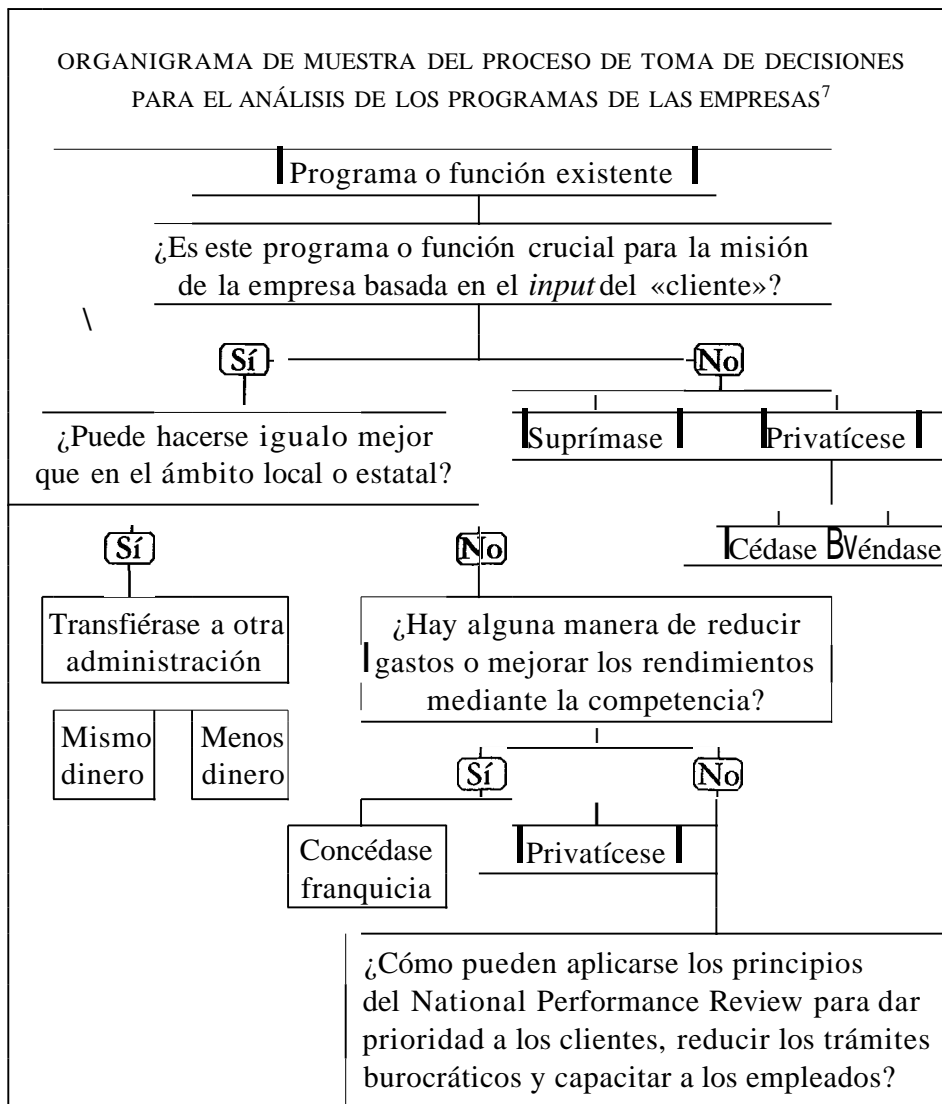 ORGANIGRAMA DE MUESTRA DEL PROCESO DE TOMA DE DECISIONES
PARA EL ANÁLISIS DE LOS PROGRAMAS DE LAS EMPRESAS7
Programa o función existente
¿Es este programa o función crucial para la misión
de la empresa basada en el input del «cliente»?
Sí
No
¿Puede hacerse igualo mejor
que en el ámbito local o estatal?
Suprímase
Privatícese
Cédase
Véndase
Sí
No
Transfiérase a otra
administración
Mismo
dinero
Menos
dinero
¿Hay alguna manera de reducir
gastos o mejorar los rendimientos
mediante la competencia?
Sí
No
Concédase
franquicia
Privatícese
¿Cómo pueden aplicarse los principios
del National Performance Review para dar
prioridad a los clientes, reducir los trámites
burocráticos y capacitar a los empleados?